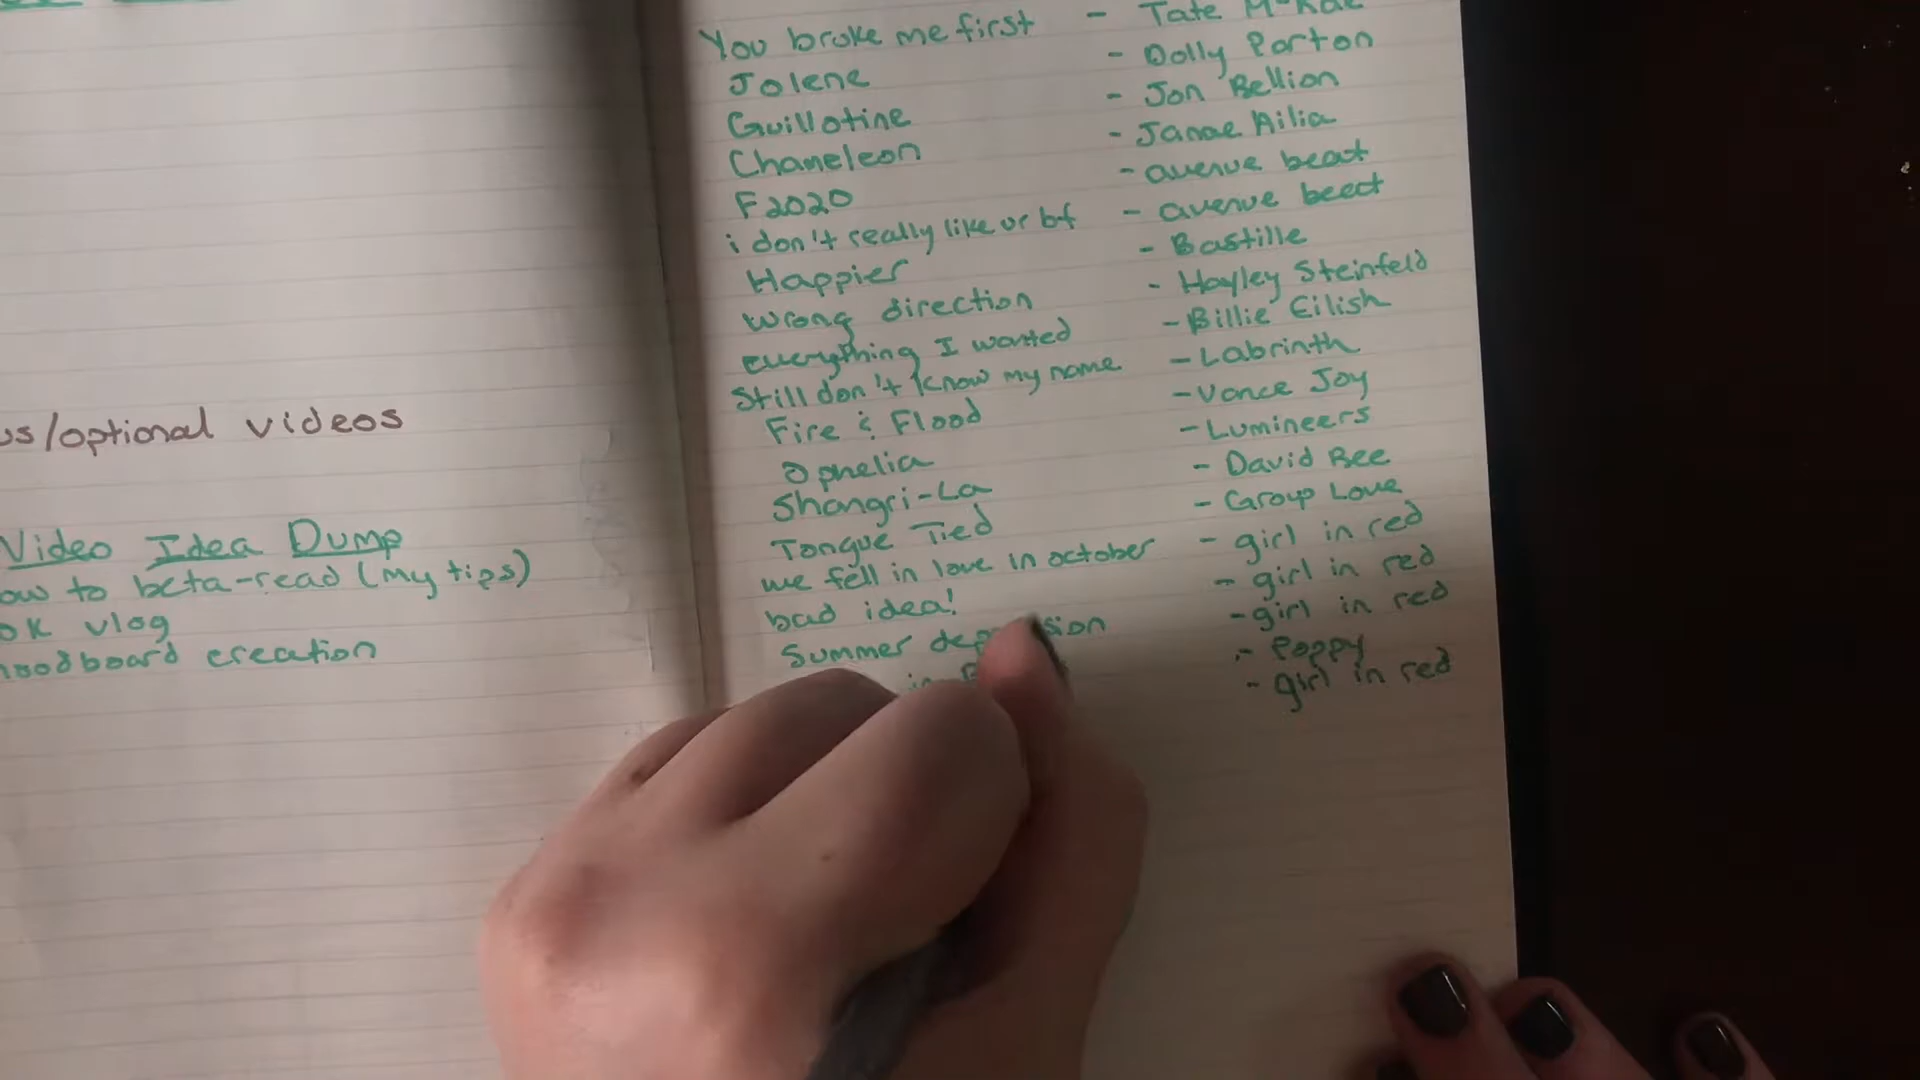 us/optional videos
Video Idea Dump
ow to beta-read (my tips)
ok vlog
moodboard creation
You broke me first - Tate McRae
Jolene - Dolly Parton
Guillotine - Jon Bellion
Chameleon - Janae Ailia
F2020 - avenue beat
i don't really like ur bf - avenue beat
Happier - Bastille
Wrong direction - Hayley Steinfeld
everything I wanted - Billie Eilish
Still don't know my name - Labrinth
Fire & Flood - Vance Joy
Ophelia - Lumineers
Shangri-La - David Bee
Tongue Tied - Group Love
we fell in love in october - girl in red
bad idea! - girl in red
Summer depression - girl in red
in - Poppy
- girl in red